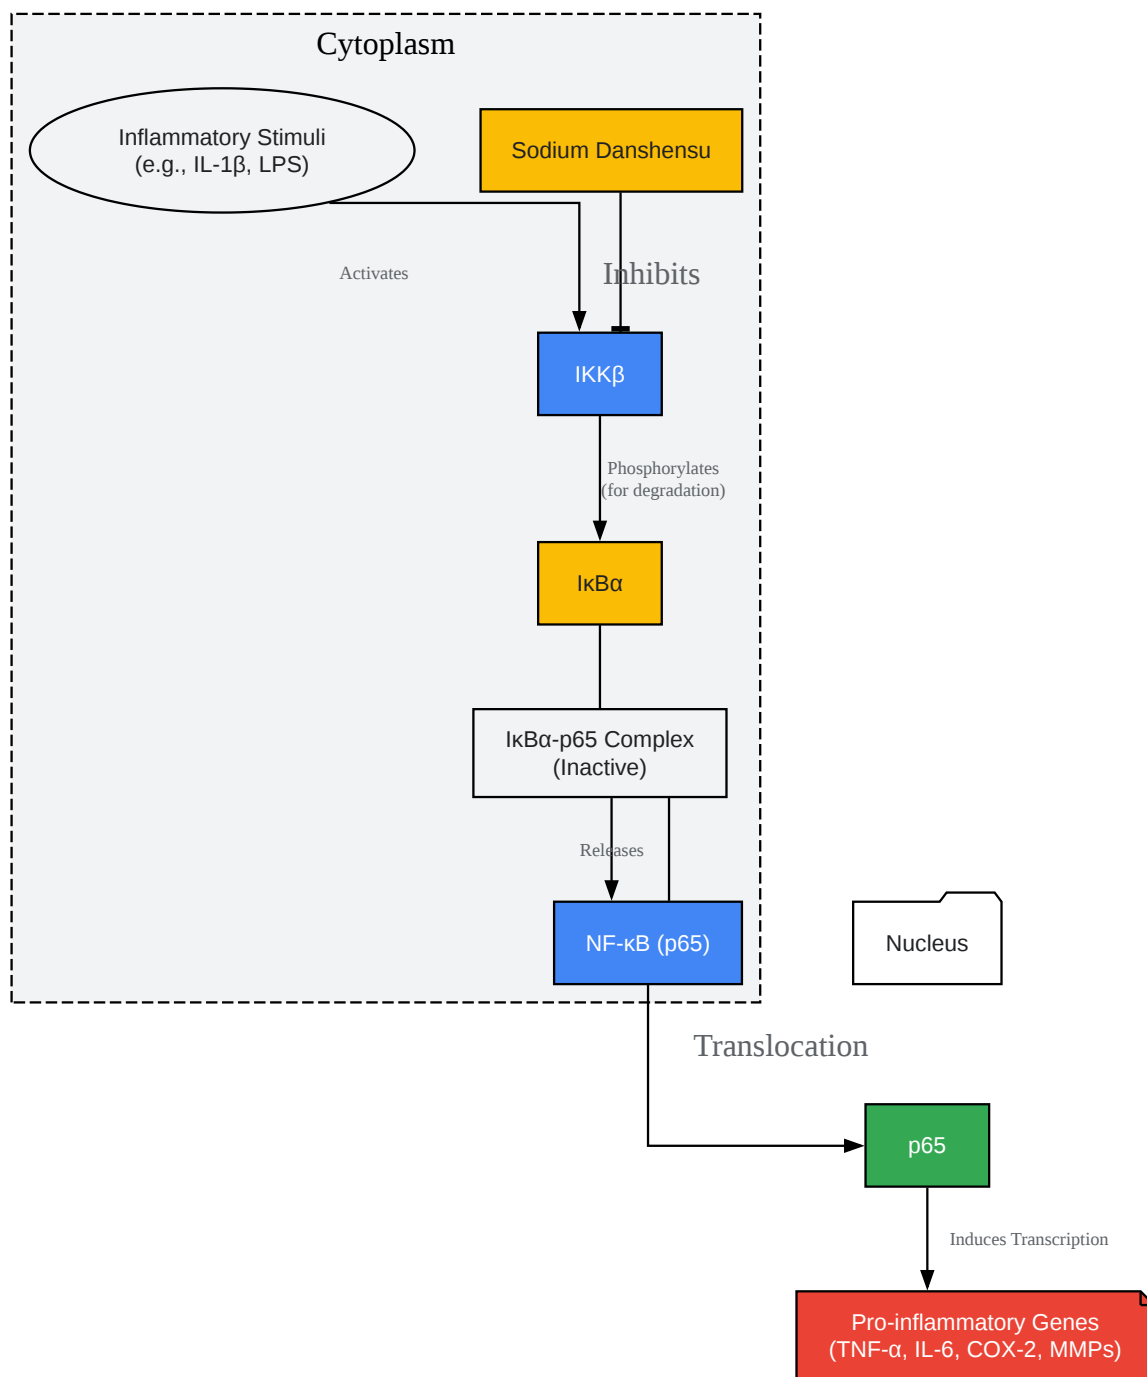 Cytoplasm
Inflammatory Stimuli
(e.g., IL-1β, LPS)
Sodium Danshensu
Activates
Inhibits
IKKβ
Phosphorylates
(for degradation)
IκBα
IκBα-p65 Complex
(Inactive)
Releases
NF-κB (p65)
Nucleus
Translocation
p65
Induces Transcription
Pro-inflammatory Genes
(TNF-α, IL-6, COX-2, MMPs)